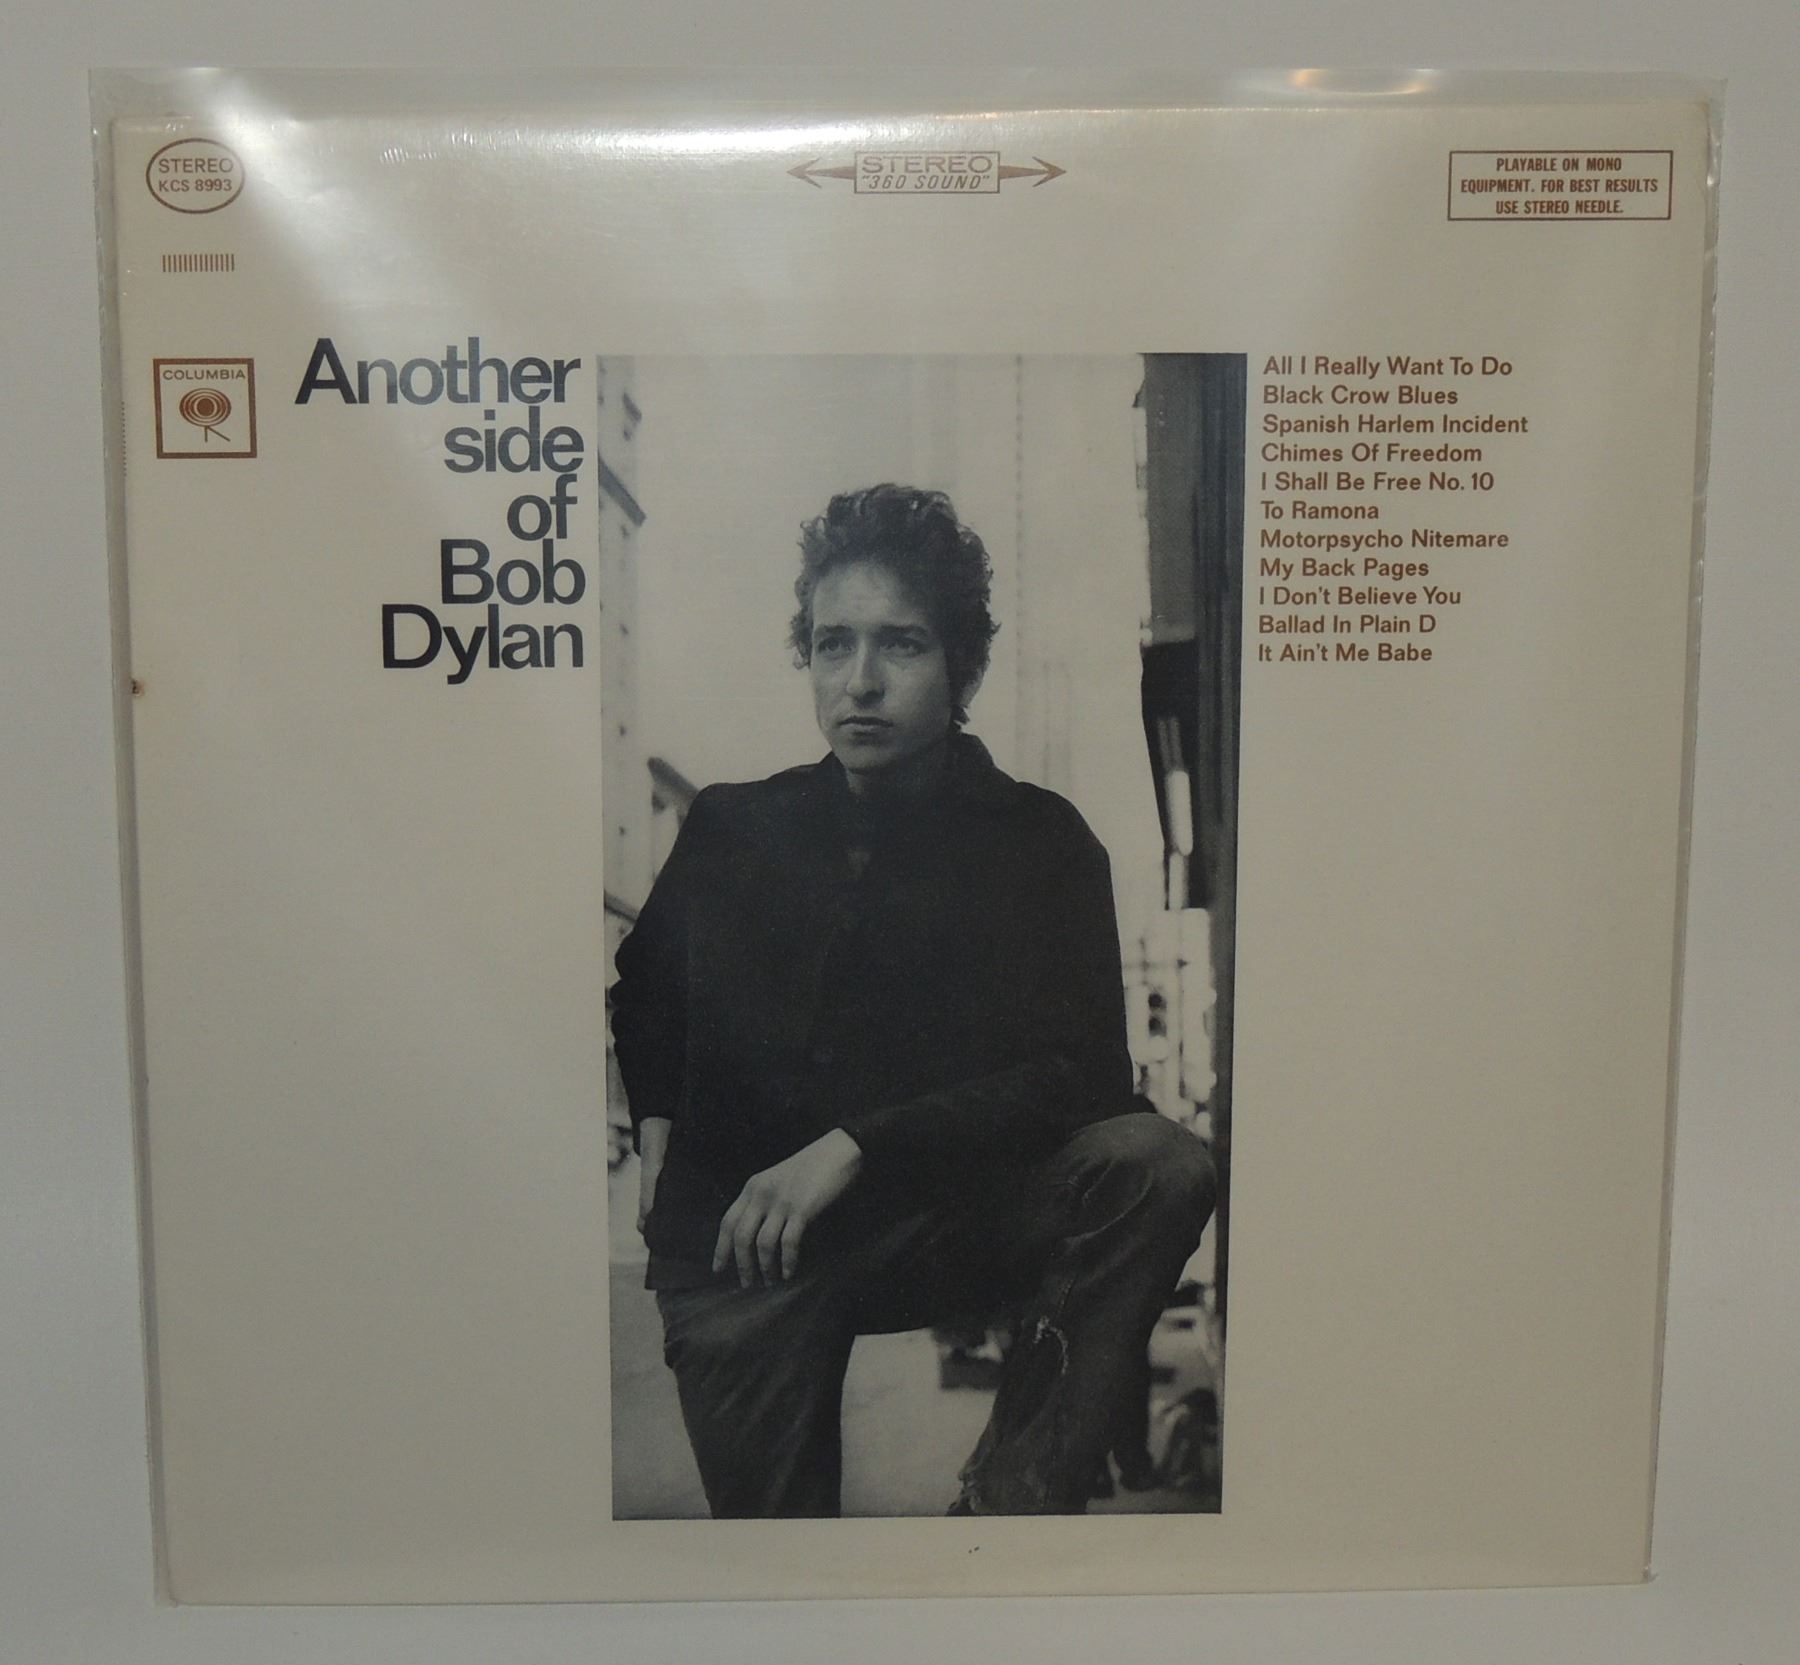 STEREO
KCS 8993
STEREO
"360 SOUND"
PLAYABLE ON MONO
EQUIPMENT. FOR BEST RESULTS
USE STEREO NEEDLE.
COLUMBIA
Another
side
of
Bob
Dylan
All I Really Want To Do
Black Crow Blues
Spanish Harlem Incident
Chimes Of Freedom
I Shall Be Free No. 10
To Ramona
Motorpsycho Nitemare
My Back Pages
I Don't Believe You
Ballad In Plain D
It Ain't Me Babe